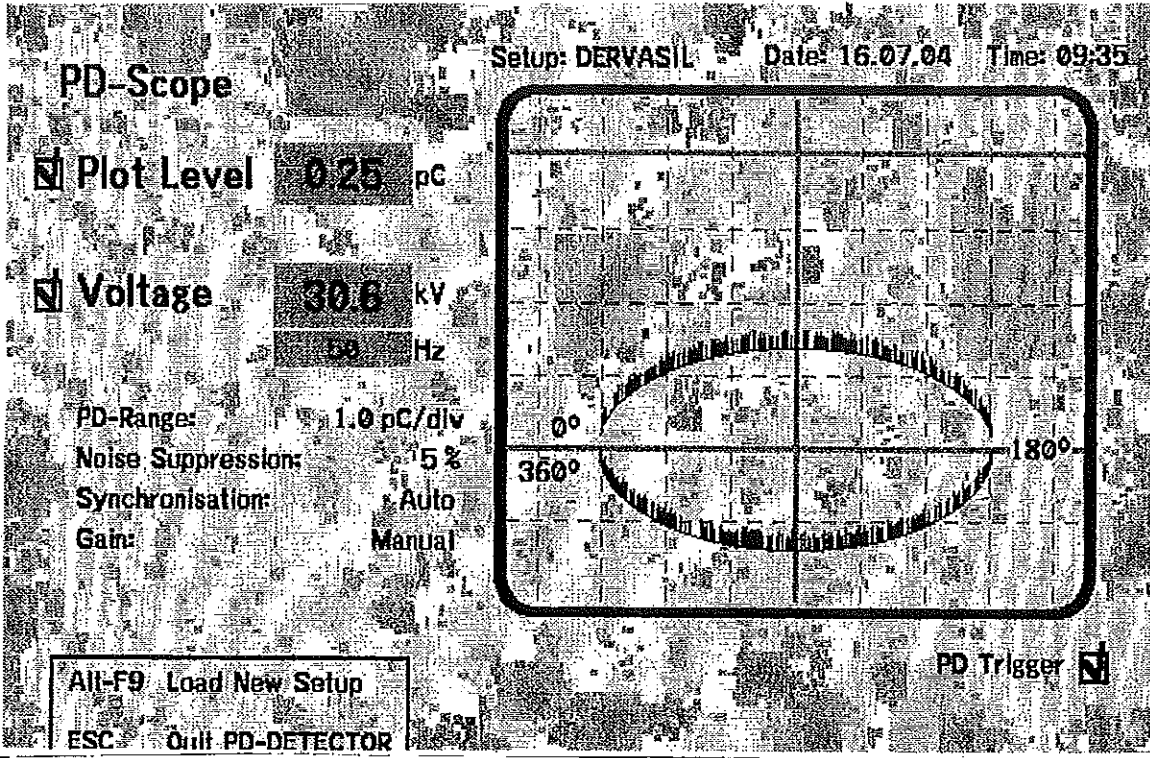 Setup: DERVASIL Date: 16.07.04 Time: 09:35
PD-Scope
Plot Level 0.25 pC
Voltage 30.6 kV
50 Hz
PD-Range: 1.0 pC/div
Noise Suppression: 5 %
Synchronisation: Auto
Gain: Manual
0°
360°
180°
PD Trigger
Alt-F9 Load New Setup
ESC Quit PD-DETECTOR